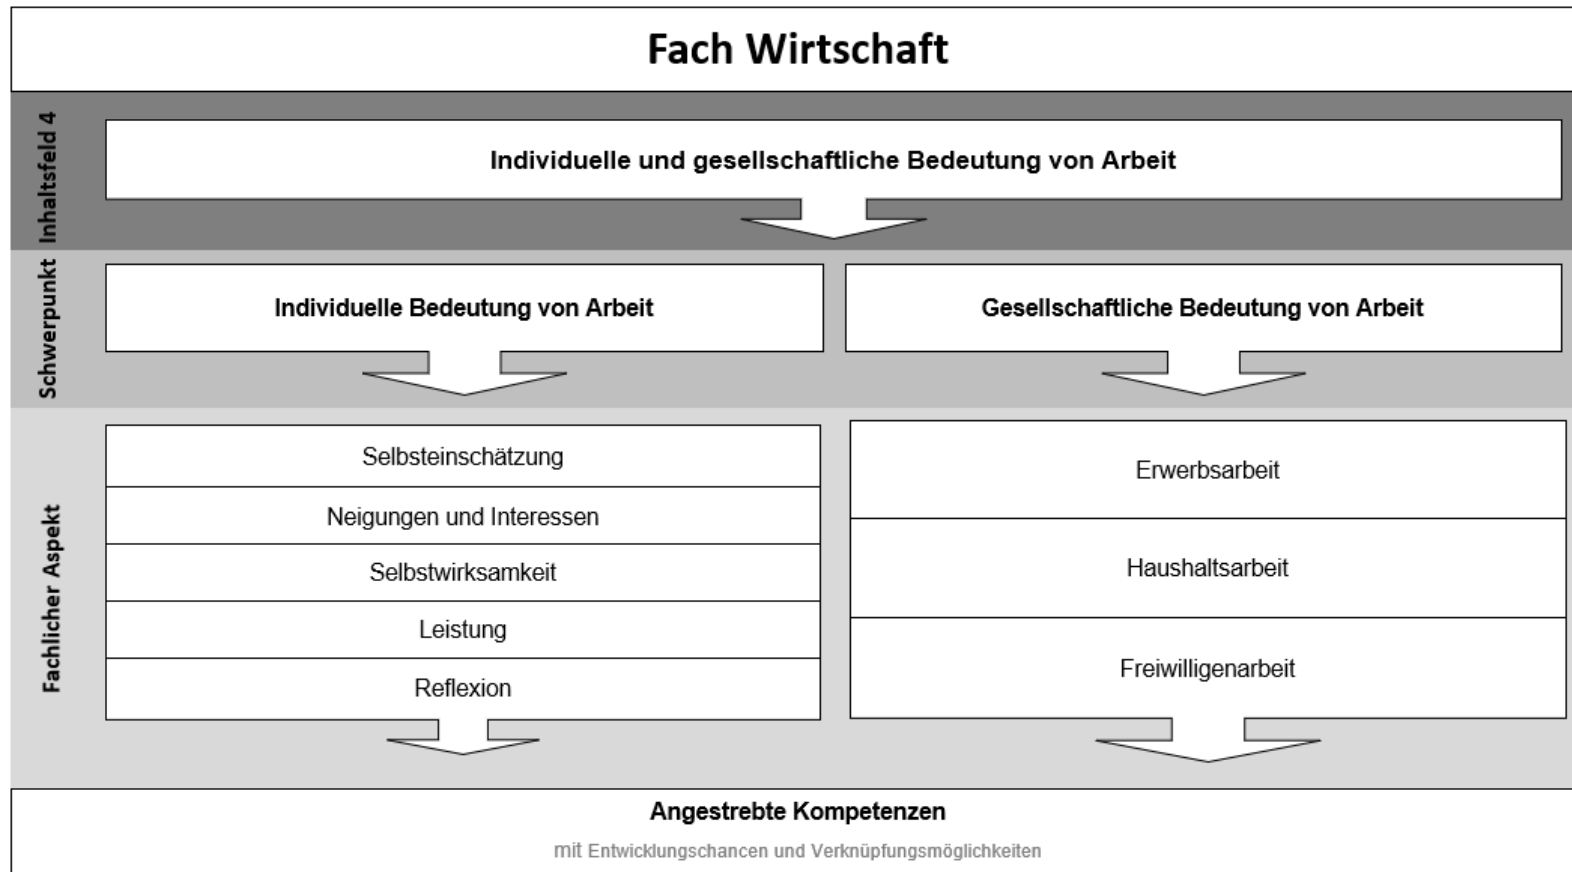 Fach Wirtschaft
Inhaltsfeld 4
Individuelle und gesellschaftliche Bedeutung von Arbeit
Schwerpunkt
Individuelle Bedeutung von Arbeit
Gesellschaftliche Bedeutung von Arbeit
Fachlicher Aspekt
Selbsteinschätzung
Neigungen und Interessen
Selbstwirksamkeit
Leistung
Reflexion
Erwerbsarbeit
Haushaltsarbeit
Freiwilligenarbeit
Angestrebte Kompetenzen
mit Entwicklungschancen und Verknüpfungsmöglichkeiten